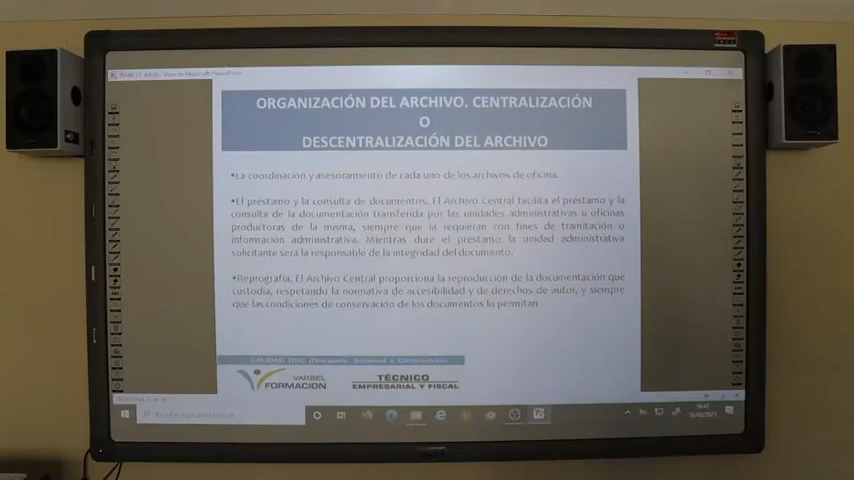 ORGANIZACIÓN DEL ARCHIVO. CENTRALIZACIÓN
O
DESCENTRALIZACIÓN DEL ARCHIVO
•La coordinación y asesoramiento de cada uno de los archivos de oficina.
•El préstamo y la consulta de documentos. El Archivo Central facilita el préstamo y la
consulta de la documentación transferida por las unidades administrativas u oficinas
productoras de la misma, siempre que la requieran con fines de tramitación o
información administrativa. Mientras dure el préstamo la unidad administrativa
solicitante será la responsable de la integridad del documento.
•Reprografía. El Archivo Central proporciona la reproducción de la documentación que
custodia, respetando la normativa de accesibilidad y de derechos de autor, y siempre
que las condiciones de conservación de los documentos lo permitan
VARBEL
FORMACIÓN
TÉCNICO
EMPRESARIAL Y FISCAL